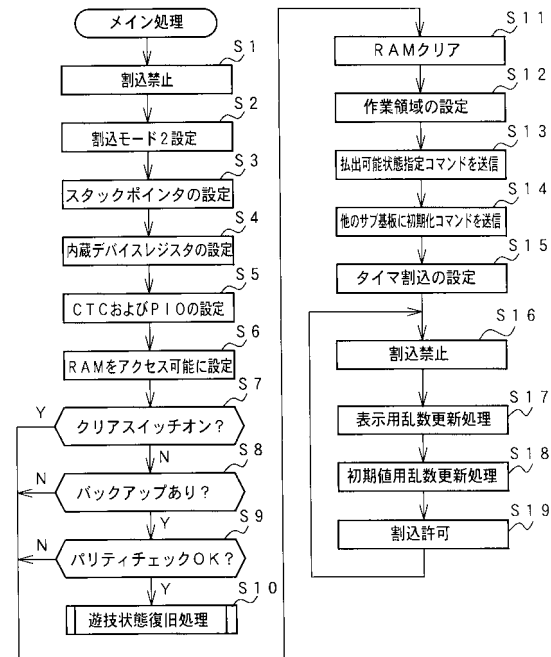 メイン処理
S1
割込禁止
S2
割込モード2設定
S3
スタックポインタの設定
S4
内蔵デバイスレジスタの設定
S5
CTCおよびPIOの設定
S6
RAMをアクセス可能に設定
S7
Y
クリアスイッチオン?
N
S8
N
バックアップあり?
Y
S9
N
パリティチェックOK?
Y
S10
遊技状態復旧処理
S11
RAMクリア
S12
作業領域の設定
S13
払出可能状態指定コマンドを送信
S14
他のサブ基板に初期化コマンドを送信
S15
タイマ割込の設定
S16
割込禁止
S17
表示用乱数更新処理
S18
初期値用乱数更新処理
S19
割込許可